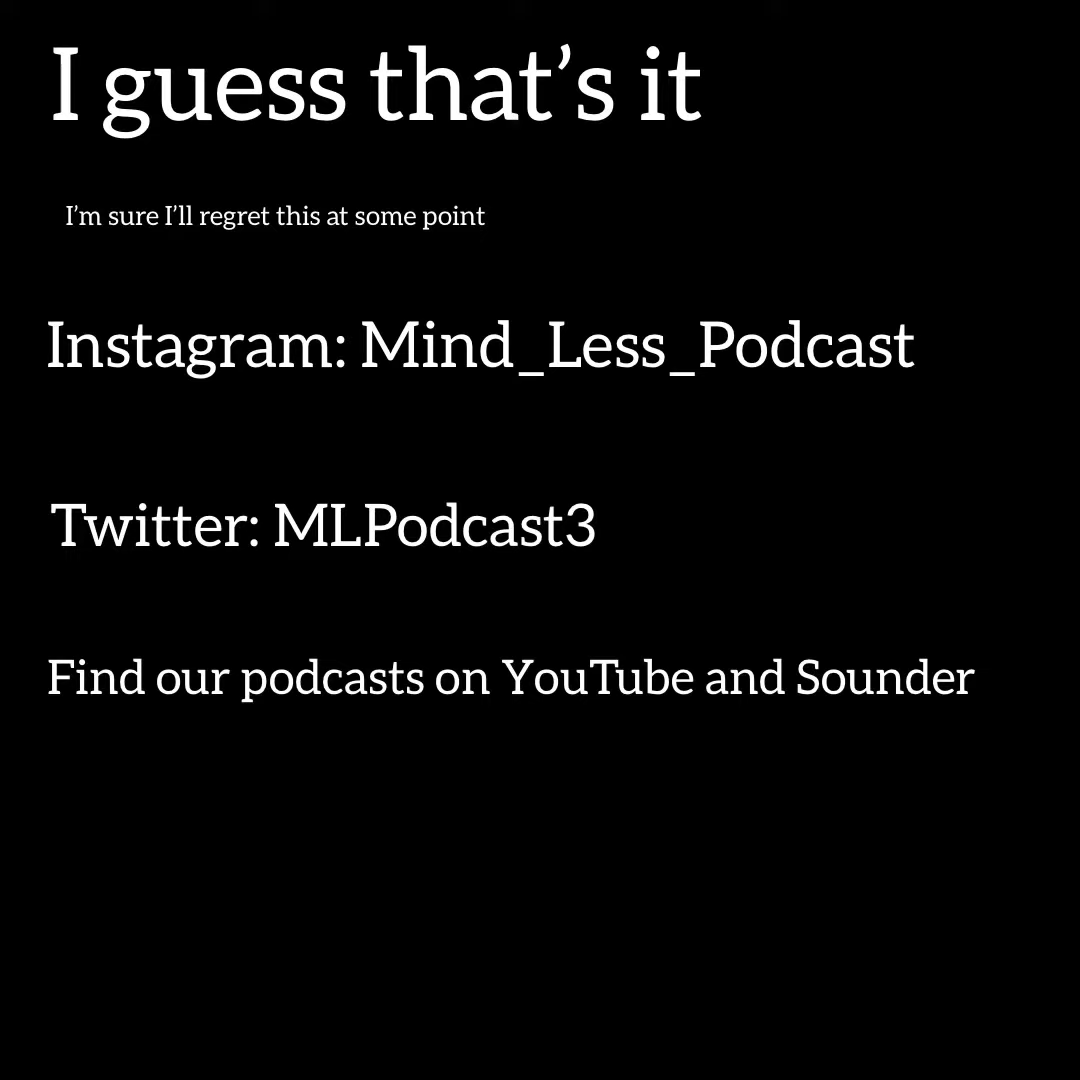 I guess that’s it
I’m sure I’ll regret this at some point
Instagram: Mind_Less_Podcast
Twitter: MLPodcast3
Find our podcasts on YouTube and Sounder